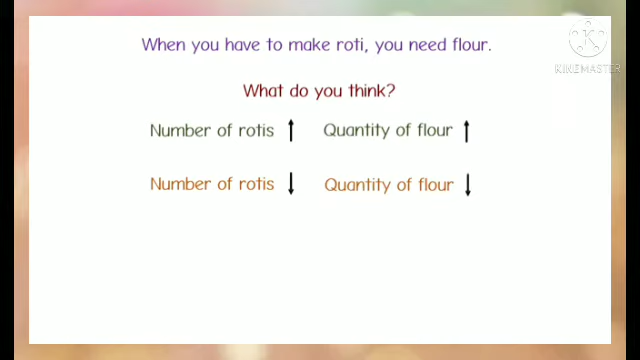 When you have to make roti, you need flour.
KINEMASTER
What do you think?
Number of rotis ↑ Quantity of flour ↑
Number of rotis ↓ Quantity of flour ↓